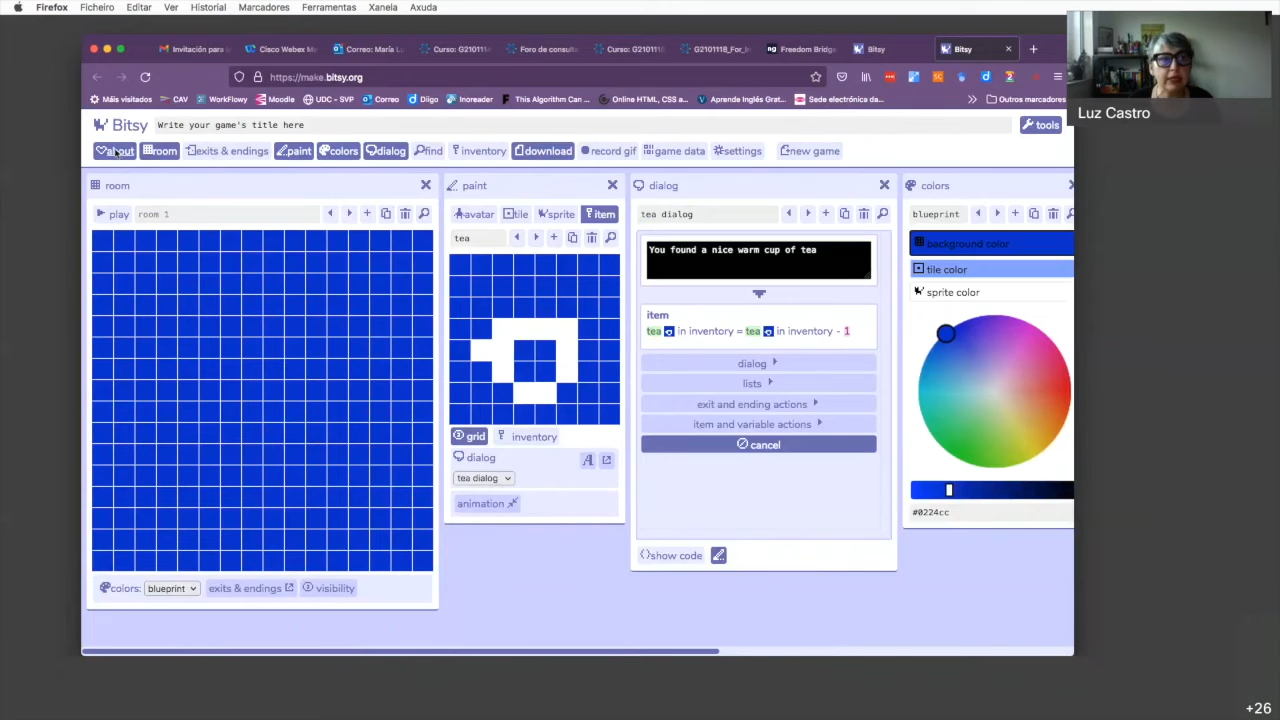 Firefox Ficheiro Editar Ver Historial Marcadores Ferramentas Xanela Axuda
Invitación para Cisco Webex Me Correo: María L Curso: G210111 Foro de consult Curso: G2101118 G2101118_For_In Freedom Bridg Bitsy Bitsy
https://make.bitsy.org
Máis visitados CAV WorkFlowy Moodle UDC - SVP Correo Diigo Inoreader This Algorithm Can ... Online HTML, CSS a... Aprende Inglés Grat... Sede electrónica da... Outros marcadores
Luz Castro
Bitsy Write your game's title here tools
about room exits & endings paint colors dialog find inventory download record gif game data settings new game
room paint dialog colors
play room 1 avatar tile sprite item tea dialog blueprint
tea
You found a nice warm cup of tea
background color
tile color
sprite color
item
tea in inventory = tea in inventory - 1
dialog
lists
exit and ending actions
item and variable actions
cancel
grid inventory
dialog
tea dialog
animation
#0224cc
show code
colors: blueprint exits & endings visibility
+26